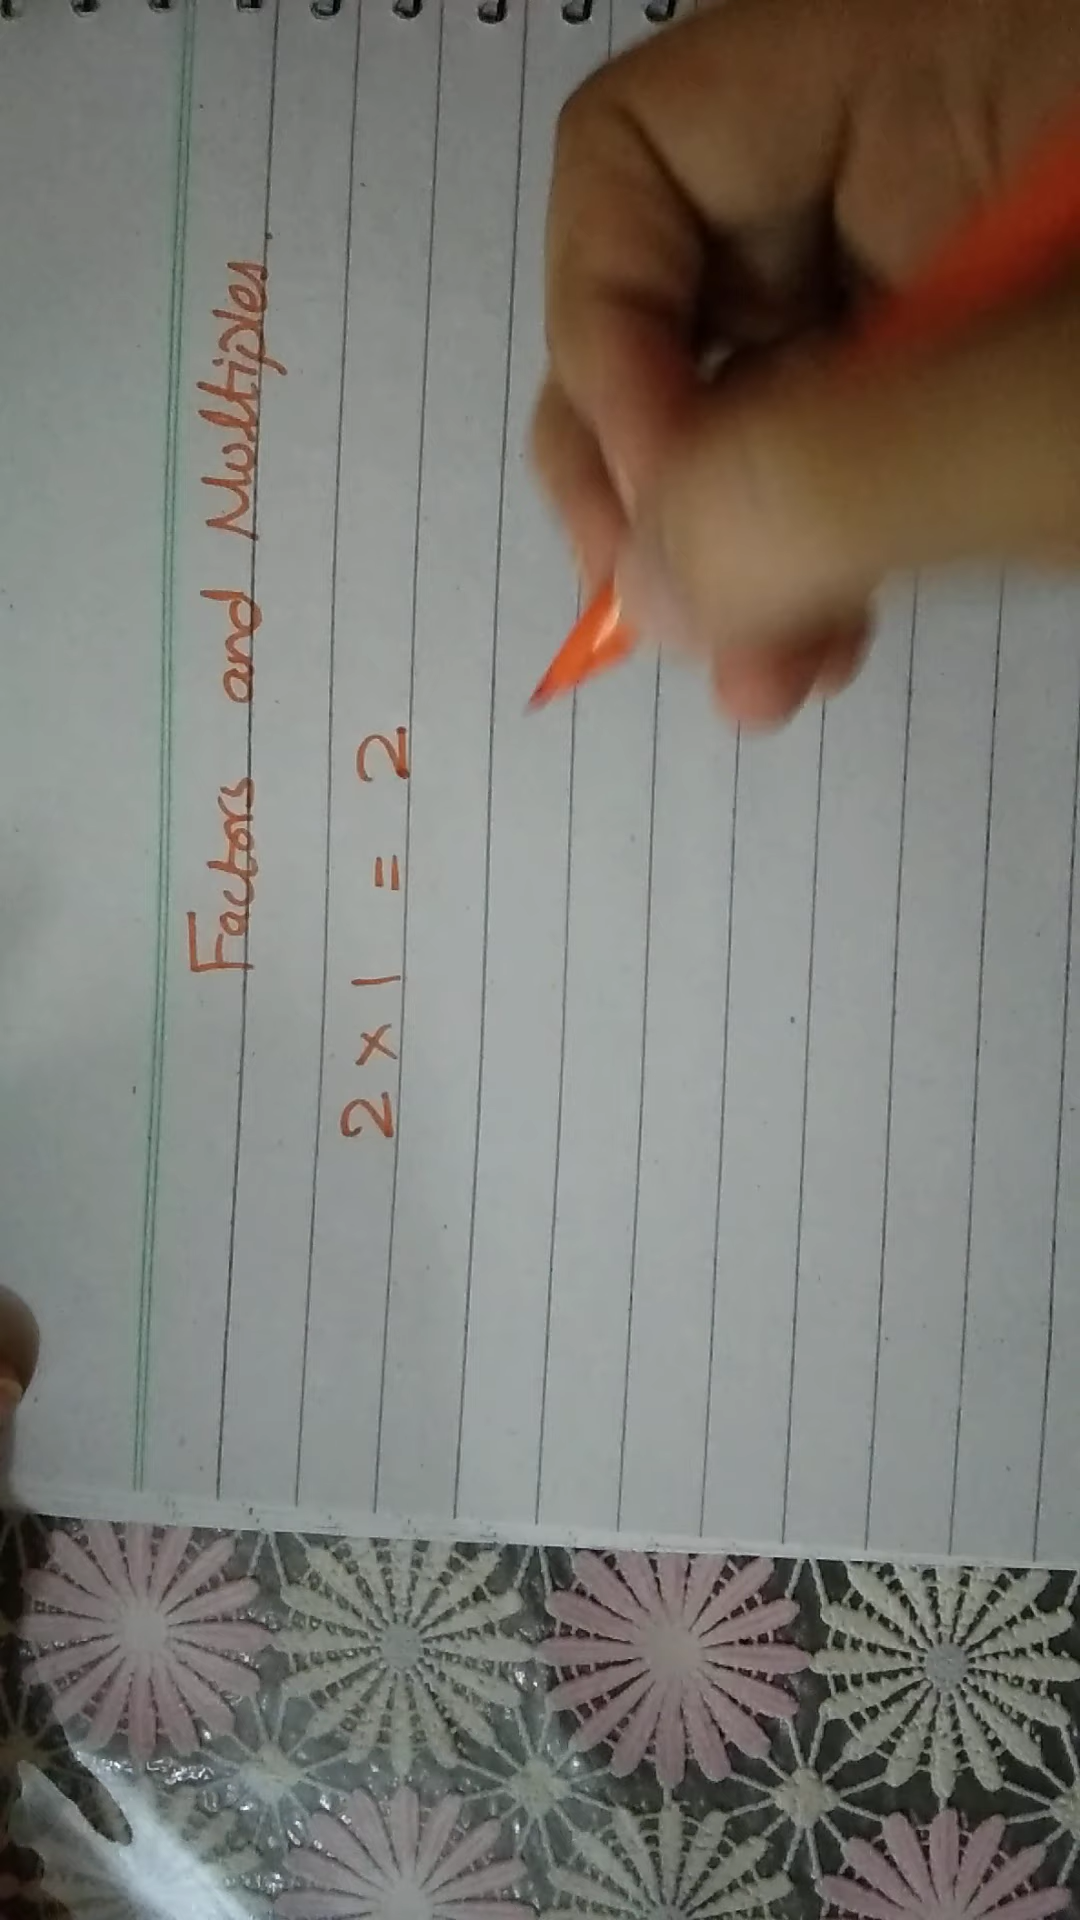 Factors and Multiples.
2 × 1 = 2